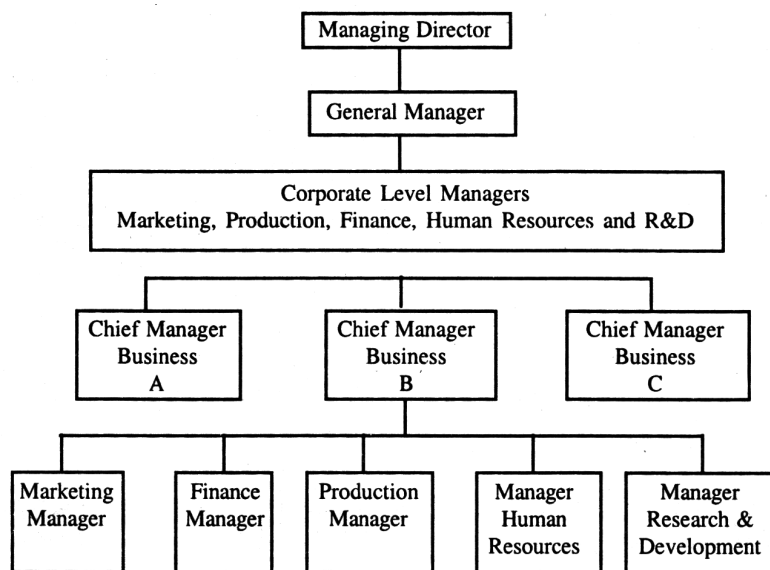 Managing Director
General Manager
Corporate Level Managers
Marketing, Production, Finance, Human Resources and R&D
Chief Manager
Business
A
Chief Manager
Business
B
Chief Manager
Business
C
Marketing
Manager
Finance
Manager
Production
Manager
Manager
Human
Resources
Manager
Research &
Development